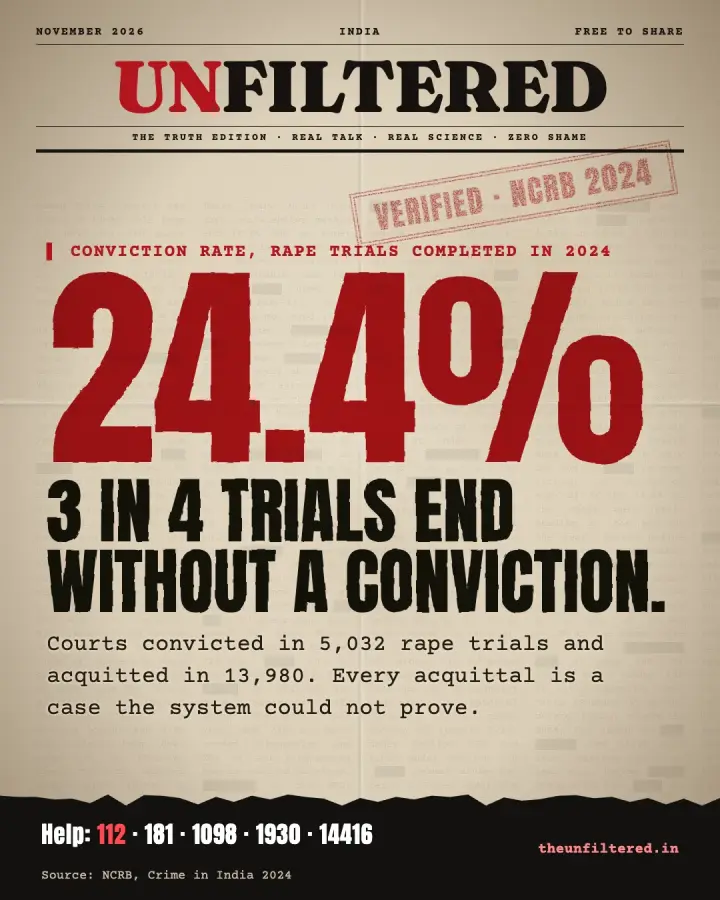 NOVEMBER 2026 INDIA FREE TO SHARE
UNFILTERED
THE TRUTH EDITION · REAL TALK · REAL SCIENCE · ZERO SHAME
VERIFIED · NCRB 2024
CONVICTION RATE, RAPE TRIALS COMPLETED IN 2024
24.4%
3 IN 4 TRIALS END
WITHOUT A CONVICTION.
Courts convicted in 5,032 rape trials and
acquitted in 13,980. Every acquittal is a
case the system could not prove.
Help: 112 · 181 · 1098 · 1930 · 14416
theunfiltered.in
Source: NCRB, Crime in India 2024